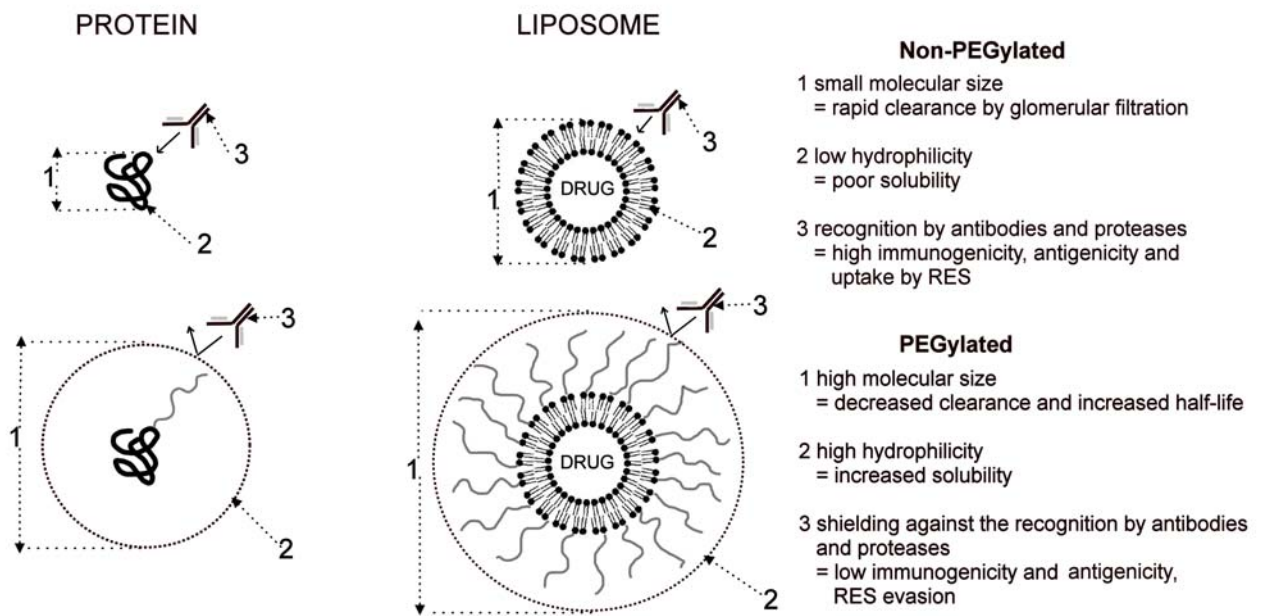 PROTEIN
LIPOSOME
1
2
3
DRUG
1
2
3
1
2
3
DRUG
1
2
3
Non-PEGylated
1 small molecular size
= rapid clearance by glomerular filtration
2 low hydrophilicity
= poor solubility
3 recognition by antibodies and proteases
= high immunogenicity, antigenicity and
uptake by RES
PEGylated
1 high molecular size
= decreased clearance and increased half-life
2 high hydrophilicity
= increased solubility
3 shielding against the recognition by antibodies
and proteases
= low immunogenicity and antigenicity,
RES evasion